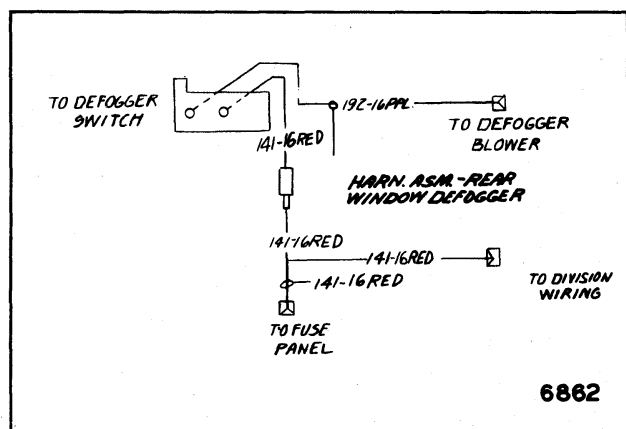 TO DEFOGGER
SWITCH
192-16PPL
TO DEFOGGER
BLOWER
141-16RED
HARN. ASM.-REAR
WINDOW DEFOGGER
141-16RED
141-16RED
141-16RED
TO DIVISION
WIRING
TO FUSE
PANEL
6862